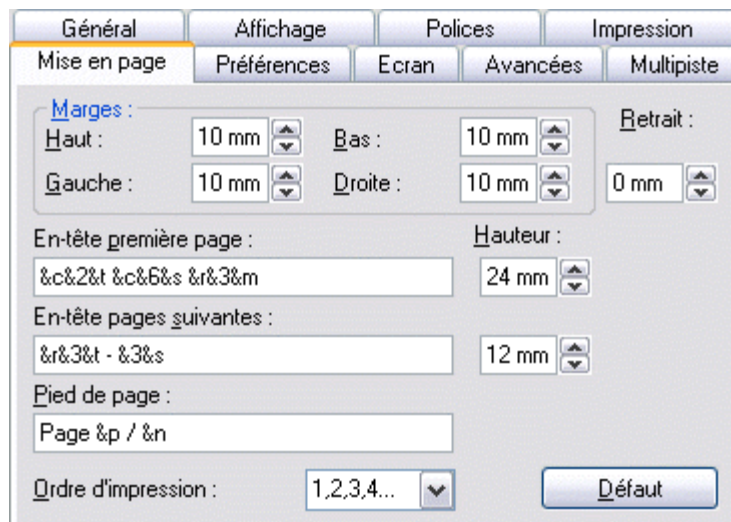 Général Affichage Polices Impression
Mise en page Préférences Ecran Avancées Multipiste
Marges : Retrait :
Haut : 10 mm Bas : 10 mm
Gauche : 10 mm Droite : 10 mm 0 mm
En-tête première page : Hauteur :
&c&2&t &c&6&s &r&3&m 24 mm
En-tête pages suivantes :
&r&3&t - &3&s 12 mm
Pied de page :
Page &p / &n
Ordre d'impression : 1,2,3,4... Défaut